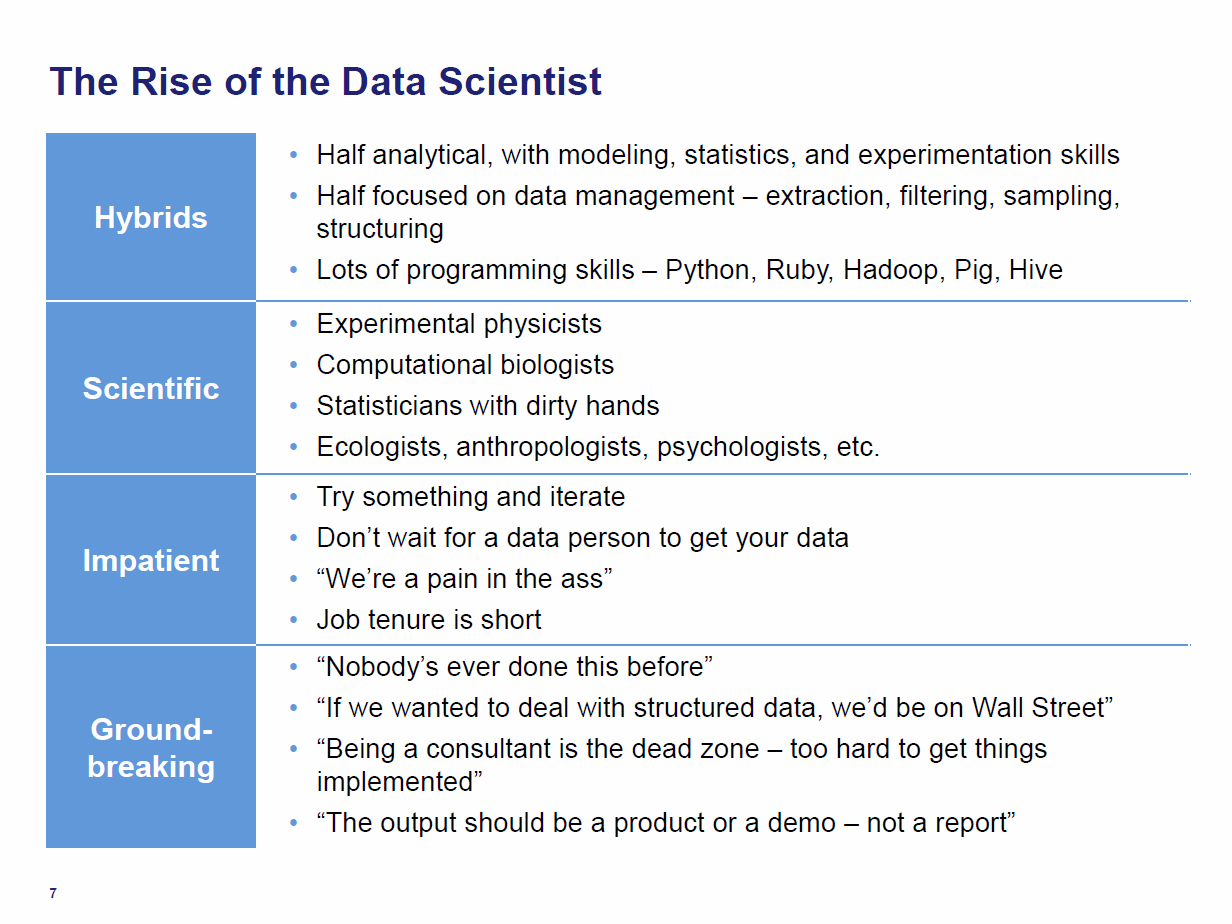 The Rise of the Data Scientist
Hybrids
• Half analytical, with modeling, statistics, and experimentation skills
• Half focused on data management – extraction, filtering, sampling,
structuring
• Lots of programming skills – Python, Ruby, Hadoop, Pig, Hive
Scientific
• Experimental physicists
• Computational biologists
• Statisticians with dirty hands
• Ecologists, anthropologists, psychologists, etc.
Impatient
• Try something and iterate
• Don’t wait for a data person to get your data
• “We’re a pain in the ass”
• Job tenure is short
Ground-
breaking
• “Nobody’s ever done this before”
• “If we wanted to deal with structured data, we’d be on Wall Street”
• “Being a consultant is the dead zone – too hard to get things
implemented”
• “The output should be a product or a demo – not a report”
7